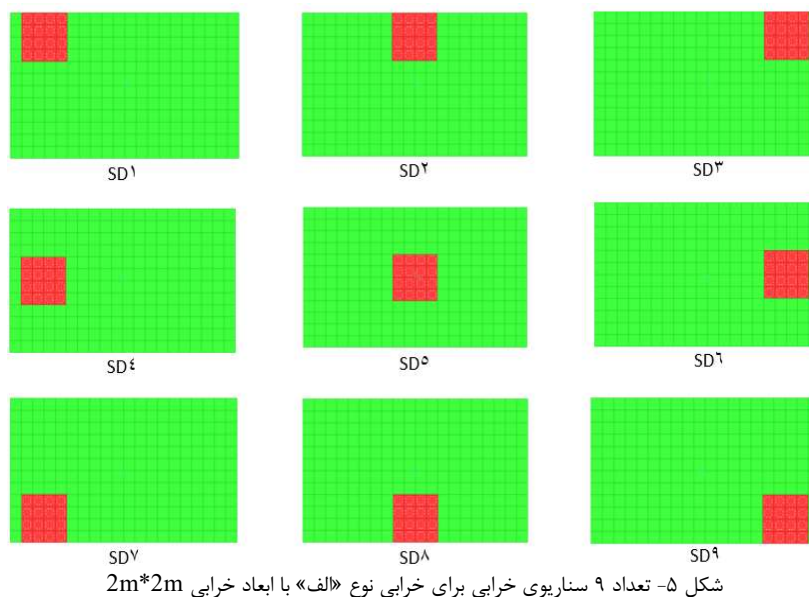 SD۱ SD۲ SD۳
SD٤ SD۵ SD٦
SD۷ SD۸ SD۹
شکل ۵- تعداد ۹ سناریوی خرابی برای خرابی نوع «الف» با ابعاد خرابی 2m*2m